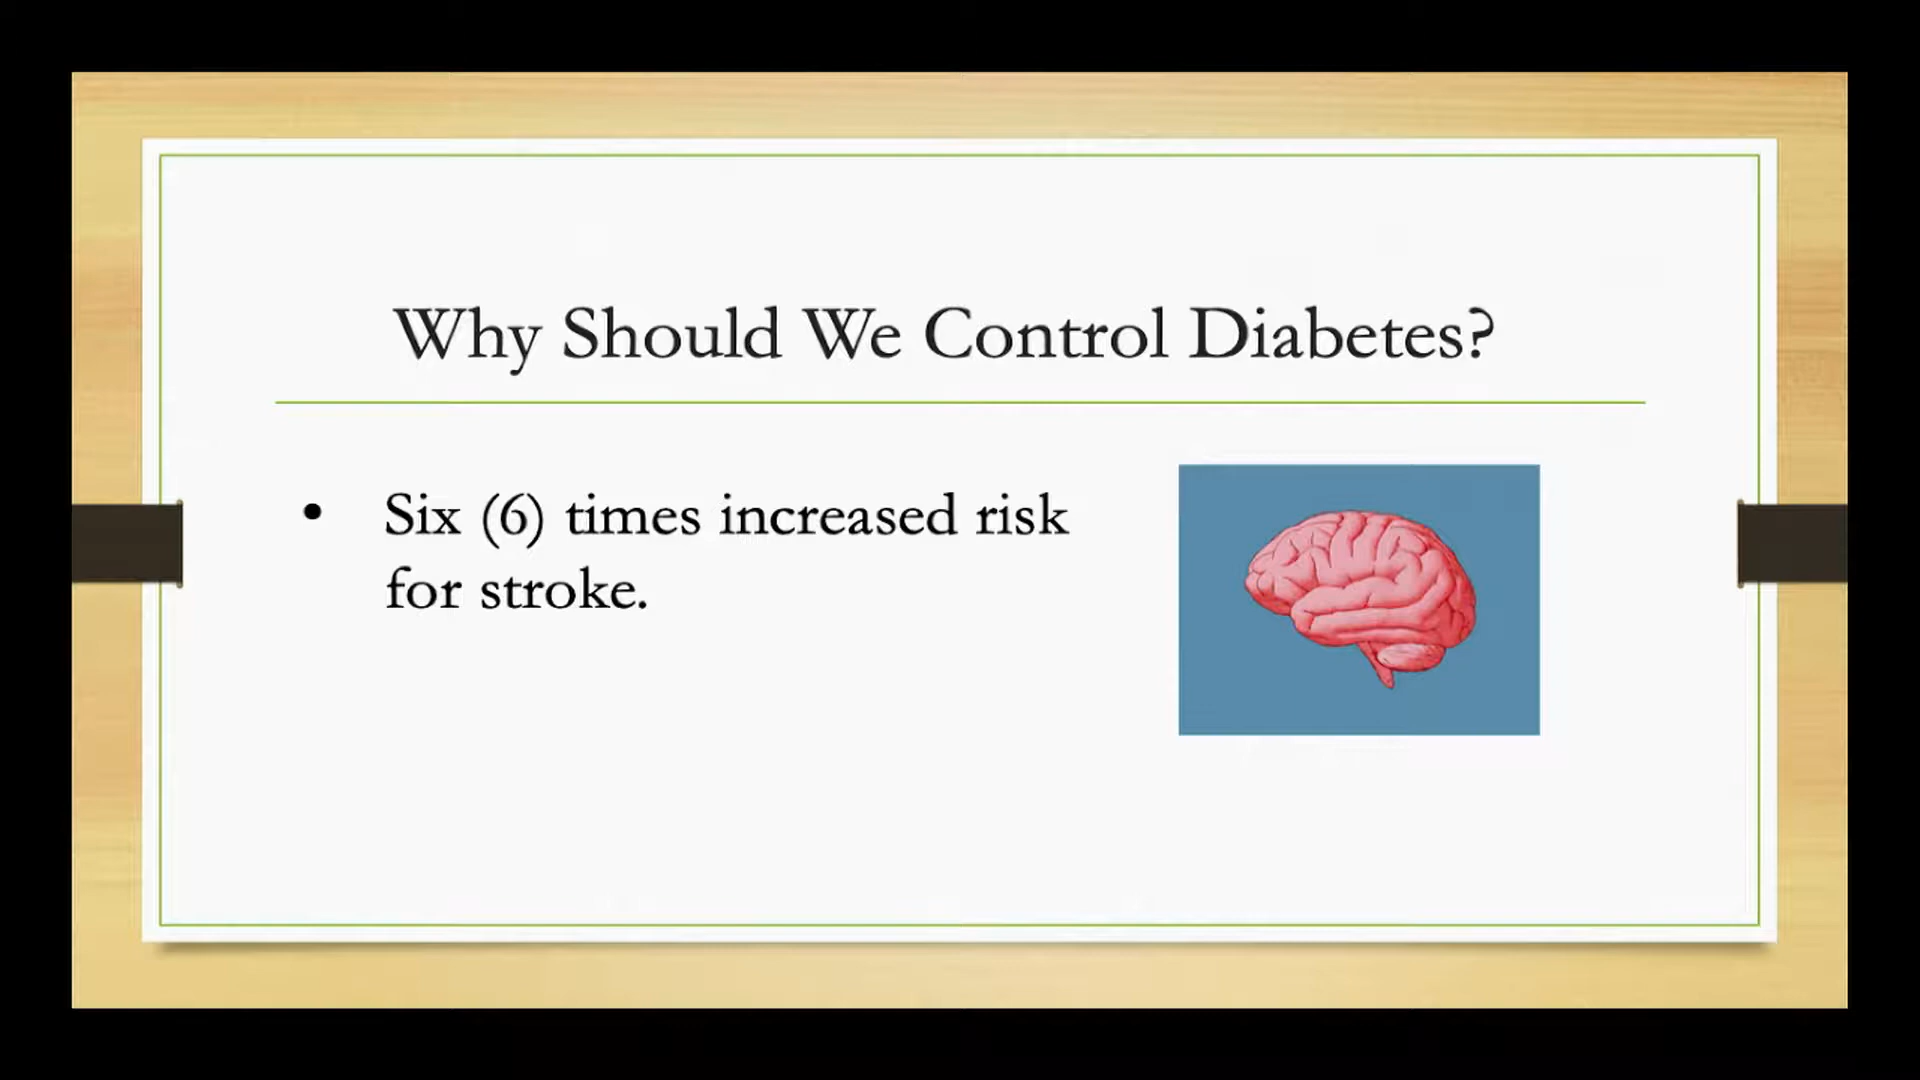 Why Should We Control Diabetes?
• Six (6) times increased risk
for stroke.